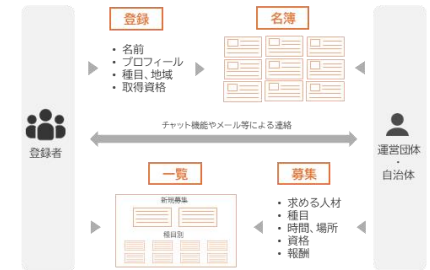 登録
名簿
・ 名前
・ プロフィール
・ 種目、地域
・ 取得資格
登録者
チャット機能やメール等による連絡
運営団体
・
自治体
一覧
募集
新規募集
種目別
・ 求める人材
・ 種目
・ 時間、場所
・ 資格
・ 報酬